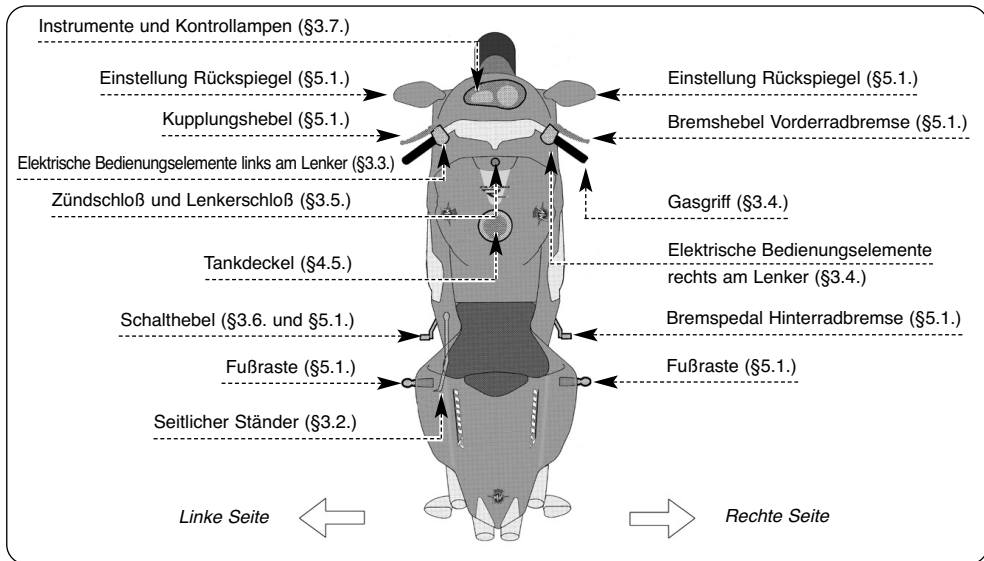 Instrumente und Kontrollampen (§3.7.)
Einstellung Rückspiegel (§5.1.)
Kupplungshebel (§5.1.)
Elektrische Bedienungselemente links am Lenker (§3.3.)
Zündschloß und Lenkerschloß (§3.5.)
Tankdeckel (§4.5.)
Schalthebel (§3.6. und §5.1.)
Fußraste (§5.1.)
Seitlicher Ständer (§3.2.)
Einstellung Rückspiegel (§5.1.)
Bremshebel Vorderradbremse (§5.1.)
Gasgriff (§3.4.)
Elektrische Bedienungselemente
rechts am Lenker (§3.4.)
Bremspedal Hinterradbremse (§5.1.)
Fußraste (§5.1.)
Linke Seite
Rechte Seite